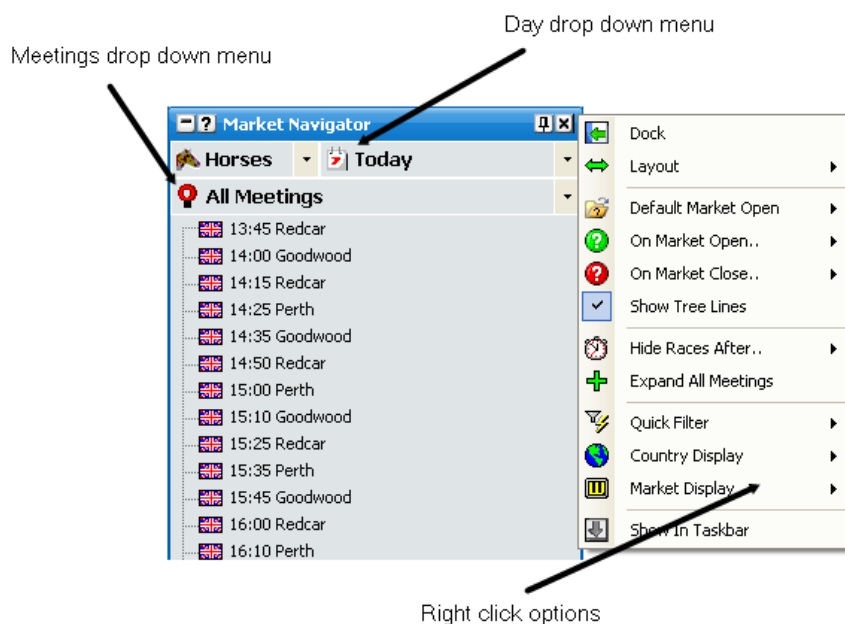 Day drop down menu
Meetings drop down menu
Market Navigator
Horses
Today
All Meetings
13:45 Redcar
14:00 Goodwood
14:15 Redcar
14:25 Perth
14:35 Goodwood
14:50 Redcar
15:00 Perth
15:10 Goodwood
15:25 Redcar
15:35 Perth
15:45 Goodwood
16:00 Redcar
16:10 Perth
Dock
Layout
Default Market Open
On Market Open..
On Market Close..
Show Tree Lines
Hide Races After..
Expand All Meetings
Quick Filter
Country Display
Market Display
Show In Taskbar
Right click options